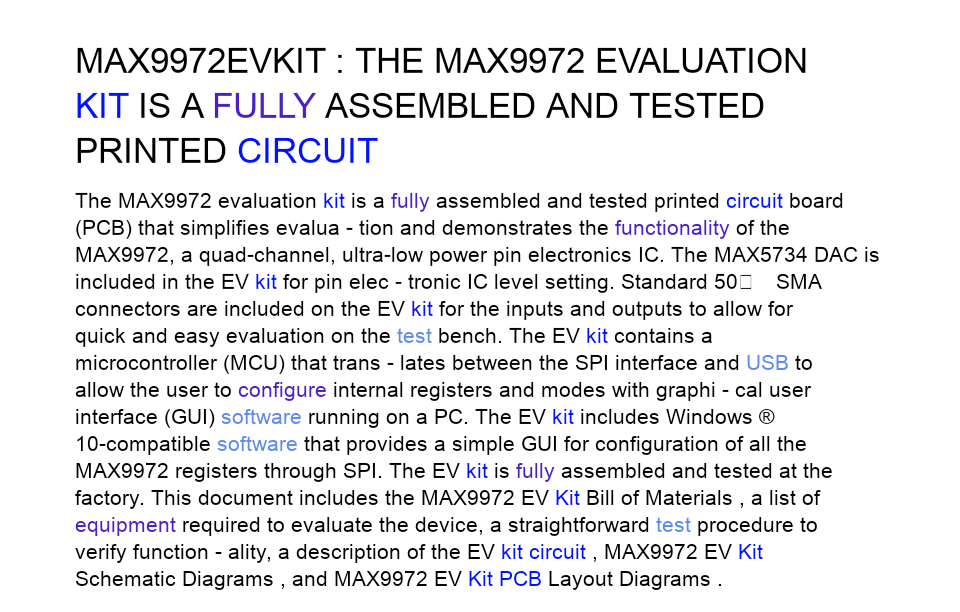 MAX9972EVKIT : THE MAX9972 EVALUATION
KIT IS A FULLY ASSEMBLED AND TESTED
PRINTED CIRCUIT
The MAX9972 evaluation kit is a fully assembled and tested printed circuit board
(PCB) that simplifies evalua - tion and demonstrates the functionality of the
MAX9972, a quad-channel, ultra-low power pin electronics IC. The MAX5734 DAC is
included in the EV kit for pin elec - tronic IC level setting. Standard 50□ SMA
connectors are included on the EV kit for the inputs and outputs to allow for
quick and easy evaluation on the test bench. The EV kit contains a
microcontroller (MCU) that trans - lates between the SPI interface and USB to
allow the user to configure internal registers and modes with graphi - cal user
interface (GUI) software running on a PC. The EV kit includes Windows ®
10-compatible software that provides a simple GUI for configuration of all the
MAX9972 registers through SPI. The EV kit is fully assembled and tested at the
factory. This document includes the MAX9972 EV Kit Bill of Materials , a list of
equipment required to evaluate the device, a straightforward test procedure to
verify function - ality, a description of the EV kit circuit , MAX9972 EV Kit
Schematic Diagrams , and MAX9972 EV Kit PCB Layout Diagrams .